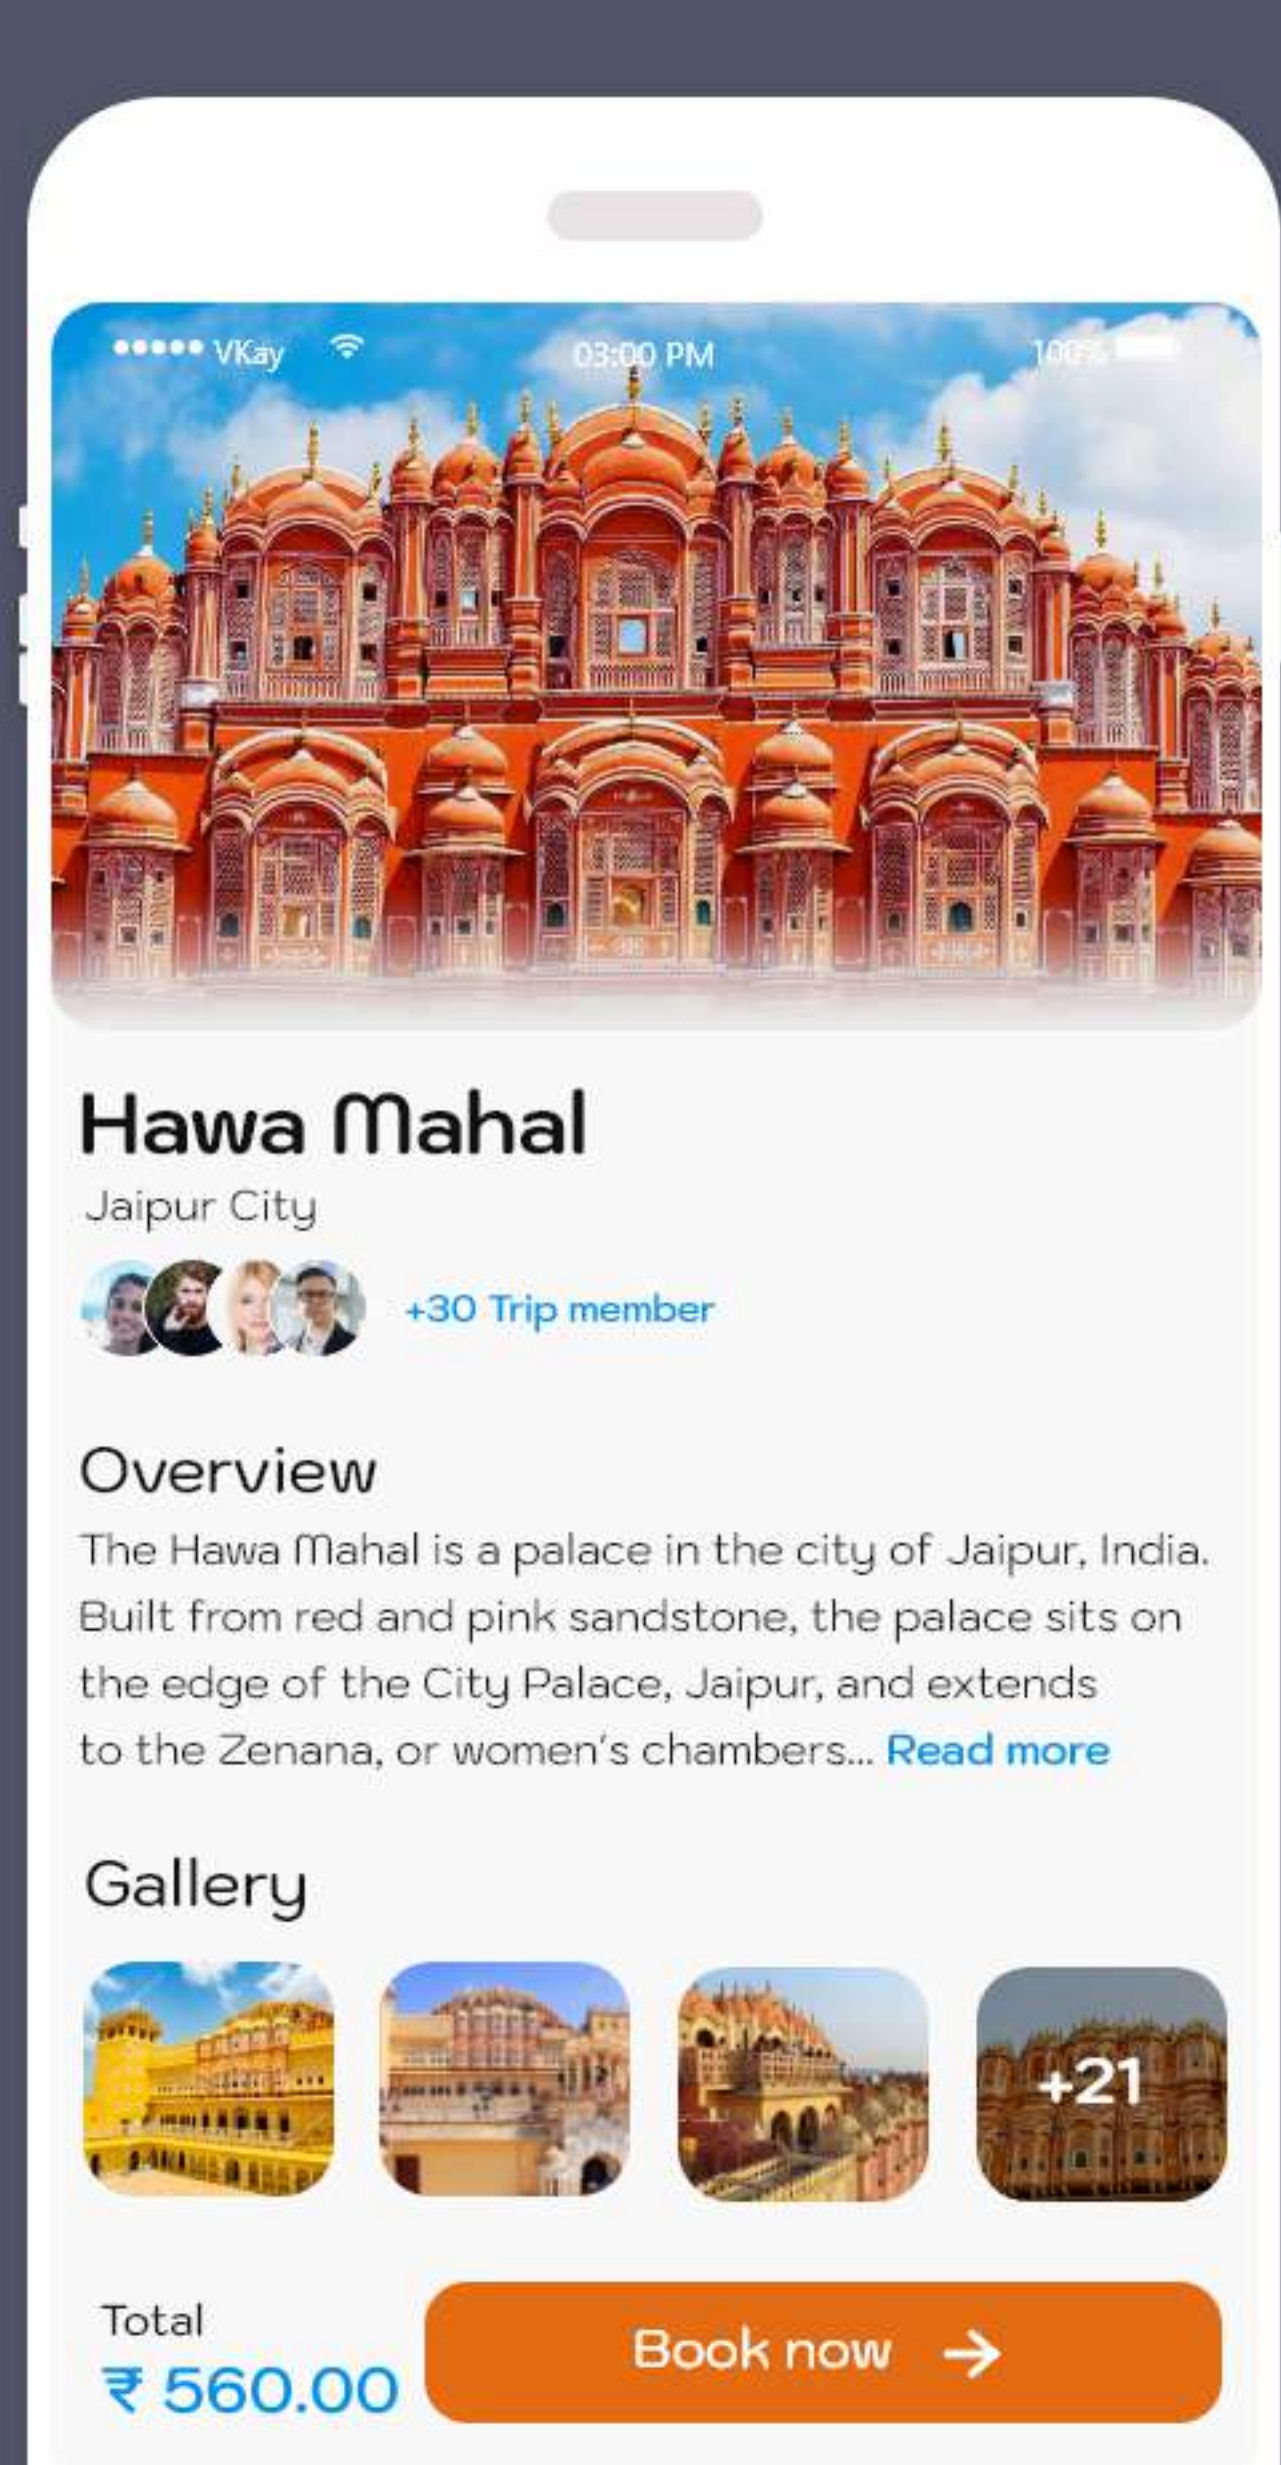 VKay 03:00 PM 100%
Hawa Mahal
Jaipur City
+30 Trip member
Overview
The Hawa Mahal is a palace in the city of Jaipur, India.
Built from red and pink sandstone, the palace sits on
the edge of the City Palace, Jaipur, and extends
to the Zenana, or women's chambers... Read more
Gallery
+21
Total
₹ 560.00
Book now →